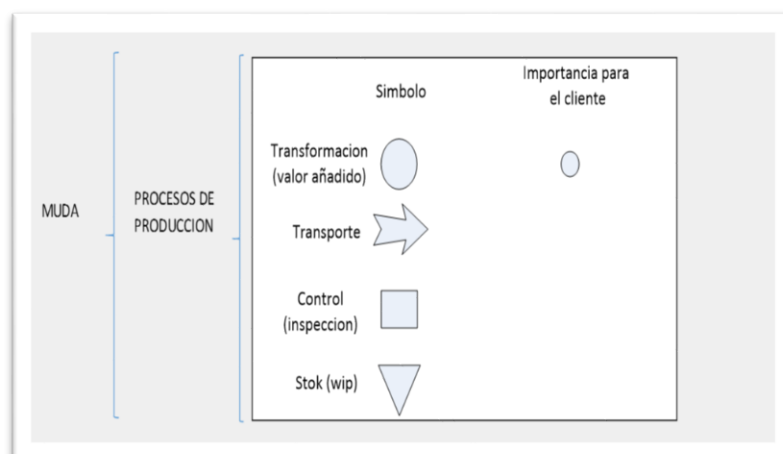 Simbolo
Importancia para
el cliente
Transformacion
(valor añadido)
MUDA
PROCESOS DE
PRODUCCION
Transporte
Control
(inspeccion)
Stok (wip)